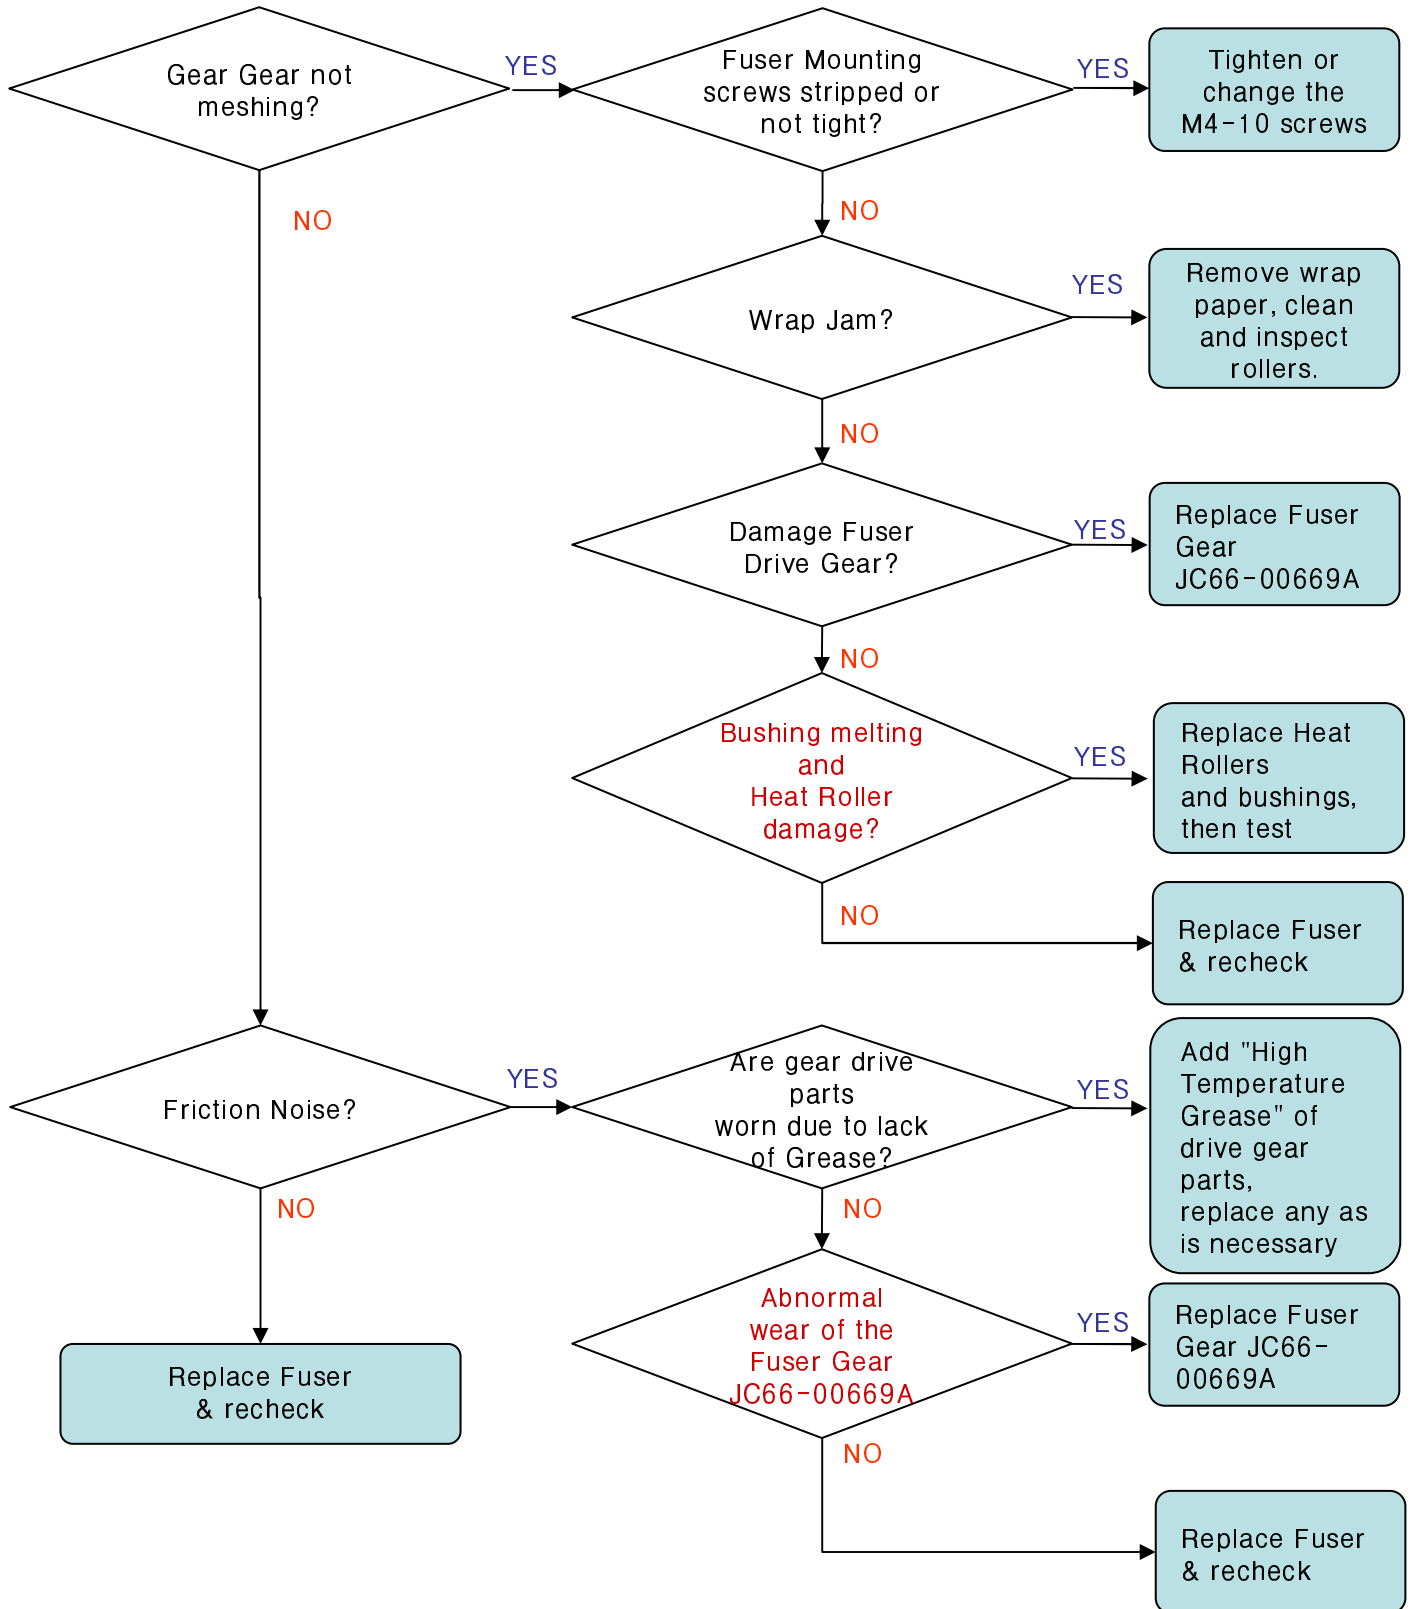 Gear Gear not
meshing?
YES
Fuser Mounting
screws stripped or
not tight?
YES
Tighten or
change the
M4-10 screws
NO
NO
Wrap Jam?
YES
Remove wrap
paper, clean
and inspect
rollers.
NO
Damage Fuser
Drive Gear?
YES
Replace Fuser
Gear
JC66-00669A
NO
Bushing melting
and
Heat Roller
damage?
YES
Replace Heat
Rollers
and bushings,
then test
NO
Replace Fuser
& recheck
Friction Noise?
YES
Are gear drive
parts
worn due to lack
of Grease?
YES
Add "High
Temperature
Grease" of
drive gear
parts,
replace any as
is necessary
NO
NO
Abnormal
wear of the
Fuser Gear
JC66-00669A
YES
Replace Fuser
Gear JC66-
00669A
Replace Fuser
& recheck
NO
Replace Fuser
& recheck